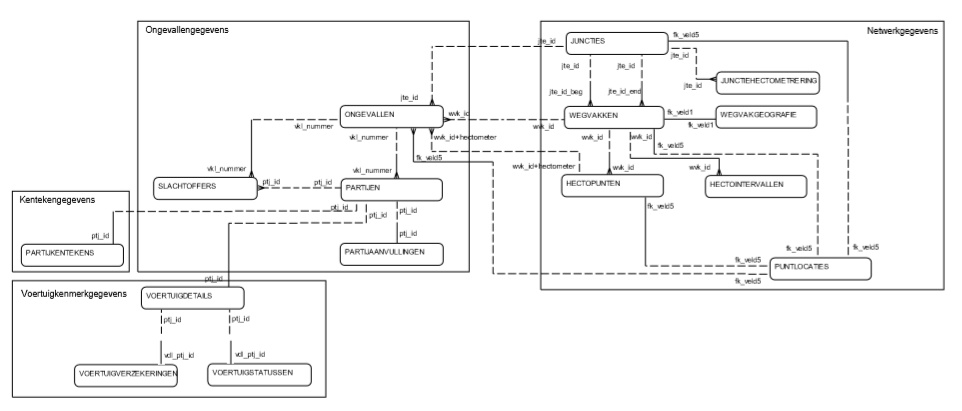 Ongevallengegevens
Netwerkgegevens
JUNCTIES
fk_veld5
jte_id
jte_id
jte_id
jte_id
JUNCTIEHECTOMETRERING
jte_id
jte_id
jte_id_beg
jte_id_end
ONGEVALLEN
wvk_id
WEGVAKKEN
fk_veld1
WEGVAKGEOGRAFIE
fk_veld1
vkl_nummer
vkl_nummer
wvk_id+hectometer
wvk_id
wvk_id
wvk_id
fk_veld5
fk_veld5
wvk_id+hectometer
wvk_id
wvk_id
vkl_nummer
vkl_nummer
SLACHTOFFERS
ptj_id
ptj_id
PARTIJEN
HECTOPUNTEN
HECTOINTERVALLEN
Kentekengegevens
ptj_id
ptj_id
ptj_id
fk_veld5
ptj_id
ptj_id
PARTIJKENTEKENS
PARTIJAANVULLINGEN
fk_veld5
fk_veld5
fk_veld5
PUNTLOCATIES
fk_veld5
ptj_id
Voertuigkenmerkgegevens
VOERTUIGDETAILS
ptj_id
ptj_id
vdl_ptj_id
vdl_ptj_id
VOERTUIGVERZEKERINGEN
VOERTUIGSTATUSSEN